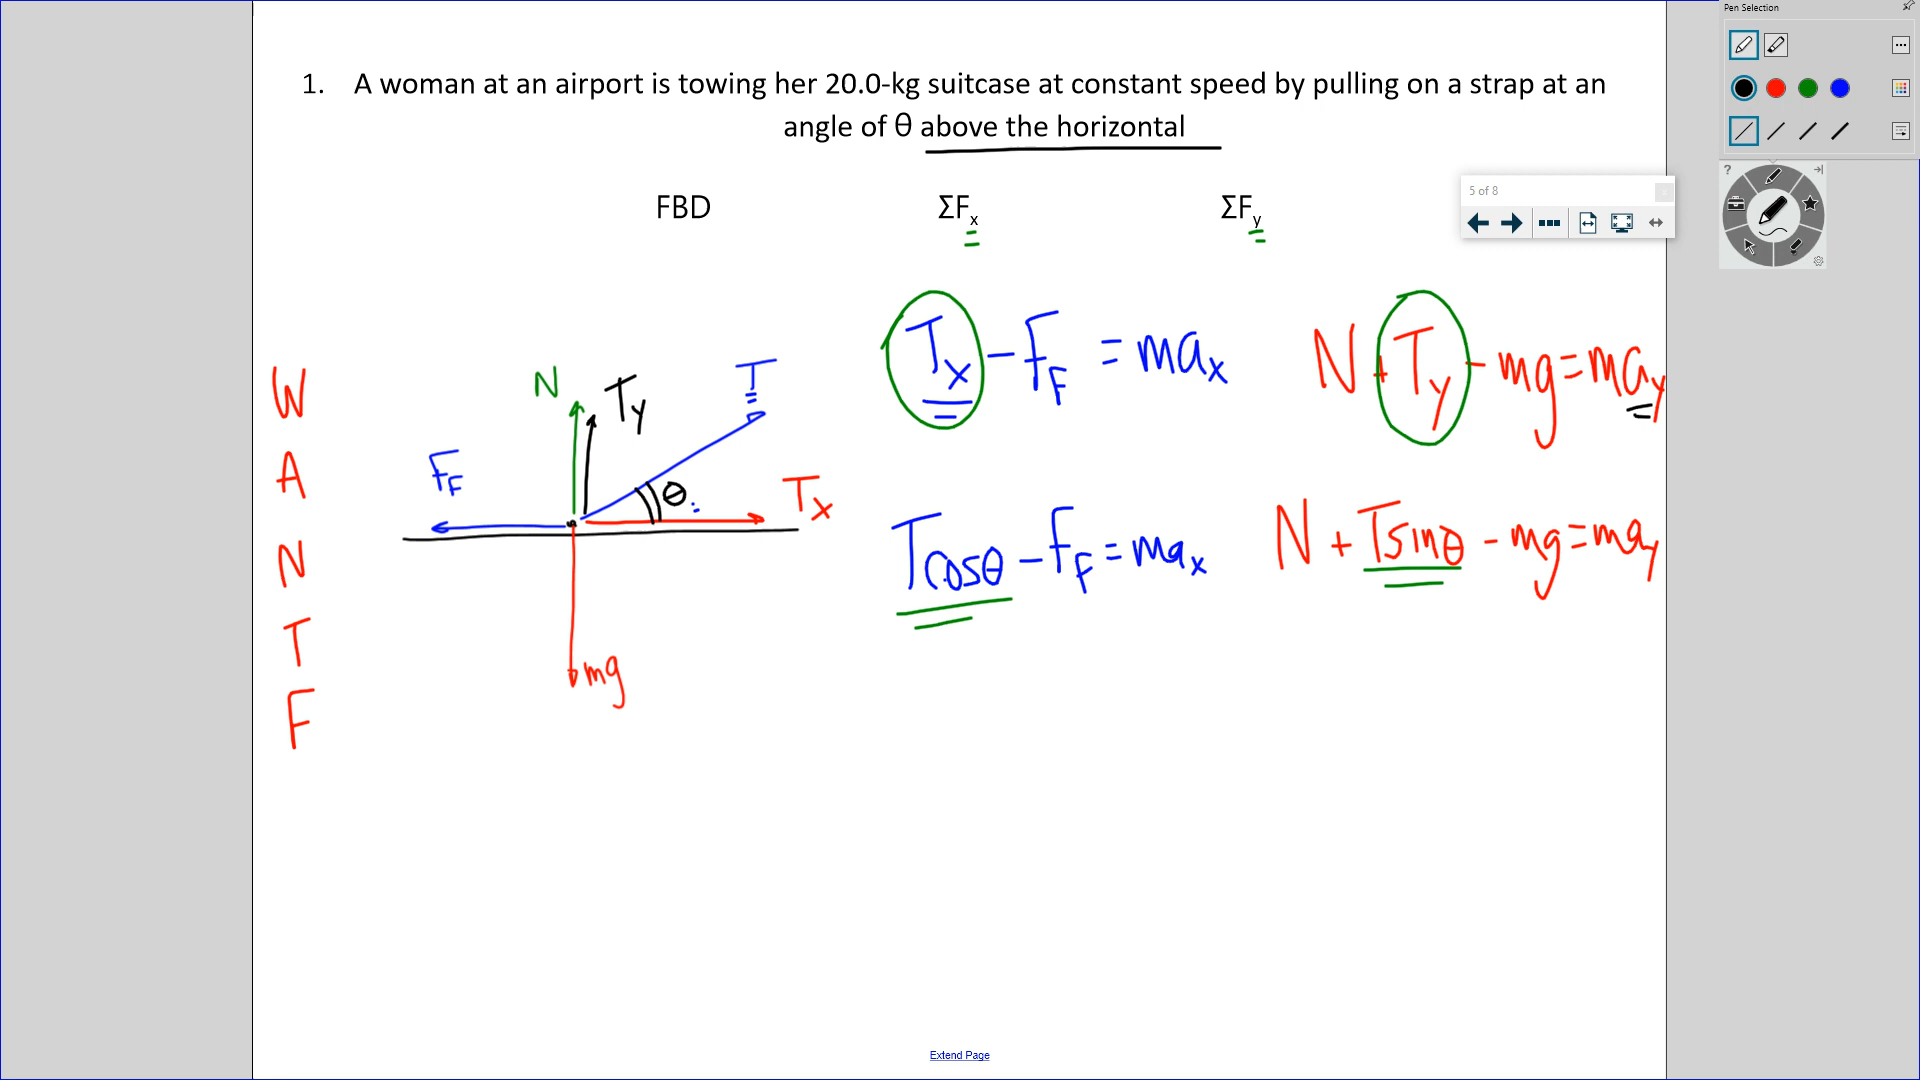 Pen Selection
1. A woman at an airport is towing her 20.0-kg suitcase at constant speed by pulling on a strap at an
angle of θ above the horizontal
5 of 8
FBD
ΣFx
ΣFy
?
Tx - FF = max
N + Ty - mg = may
W
A
N
T
F
N
Ty
T
FF
θ
Tx
mg
Tcosθ - FF = max
N + Tsinθ - mg = may
Extend Page